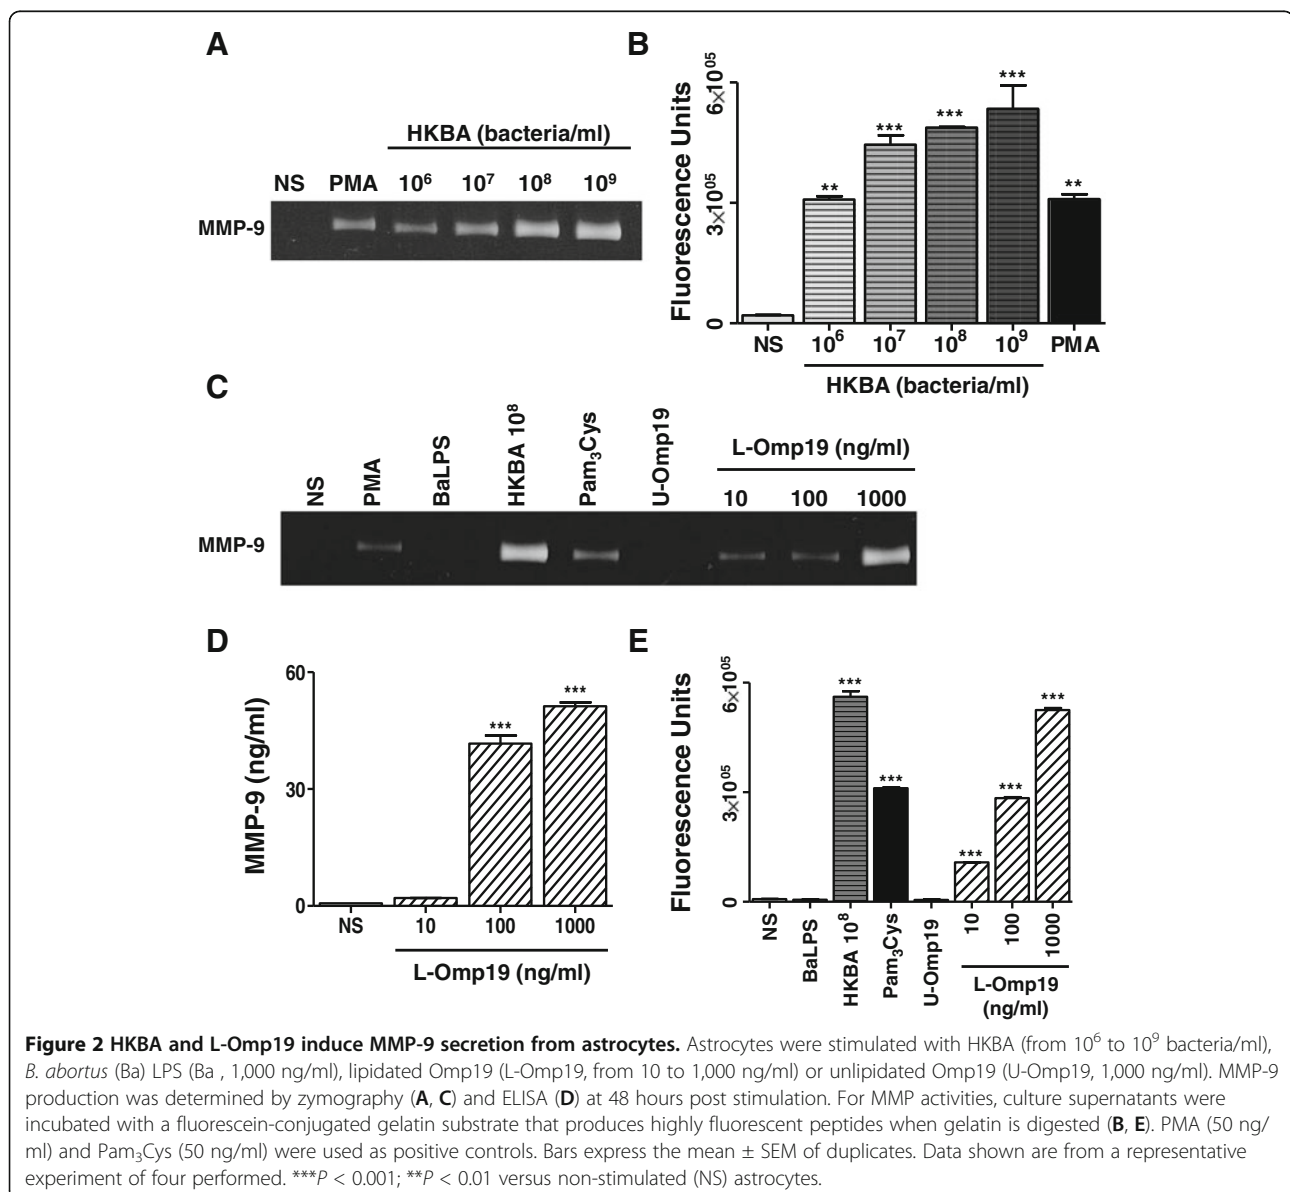 A
HKBA (bacteria/ml)
NS PMA 10⁶ 10⁷ 10⁸ 10⁹
MMP-9
B
Fluorescence Units
6×10⁰⁵
3×10⁰⁵
0
** *** *** *** **
NS 10⁶ 10⁷ 10⁸ 10⁹ PMA
HKBA (bacteria/ml)
C
NS PMA BaLPS HKBA 10⁸ Pam₃Cys U-Omp19
L-Omp19 (ng/ml)
10 100 1000
MMP-9
D
MMP-9 (ng/ml)
60
30
0
*** ***
NS 10 100 1000
L-Omp19 (ng/ml)
E
Fluorescence Units
6×10⁰⁵
3×10⁰⁵
0
*** *** *** *** ***
NS BaLPS HKBA 10⁸ Pam₃Cys U-Omp19 10 100 1000
L-Omp19
(ng/ml)
Figure 2 HKBA and L-Omp19 induce MMP-9 secretion from astrocytes. Astrocytes were stimulated with HKBA (from 10⁶ to 10⁹ bacteria/ml),
B. abortus (Ba) LPS (Ba , 1,000 ng/ml), lipidated Omp19 (L-Omp19, from 10 to 1,000 ng/ml) or unlipidated Omp19 (U-Omp19, 1,000 ng/ml). MMP-9
production was determined by zymography (A, C) and ELISA (D) at 48 hours post stimulation. For MMP activities, culture supernatants were
incubated with a fluorescein-conjugated gelatin substrate that produces highly fluorescent peptides when gelatin is digested (B, E). PMA (50 ng/
ml) and Pam₃Cys (50 ng/ml) were used as positive controls. Bars express the mean ± SEM of duplicates. Data shown are from a representative
experiment of four performed. ***P < 0.001; **P < 0.01 versus non-stimulated (NS) astrocytes.